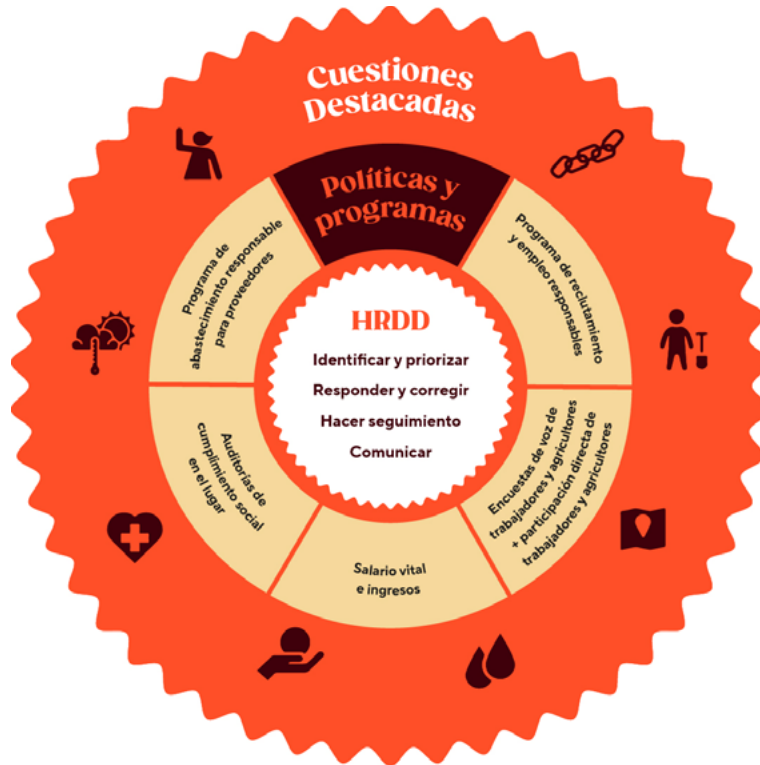 Cuestiones
Destacadas
Políticas y
programas
Programa de reclutamiento
y empleo responsables
Encuestas de voz de
trabajadores y agricultores
+ participación directa de
trabajadores y agricultores
Salario vital
e ingresos
Auditorías de
cumplimiento social
en el lugar
Programa de
abastecimiento responsable
para proveedores
HRDD
Identificar y priorizar
Responder y corregir
Hacer seguimiento
Comunicar